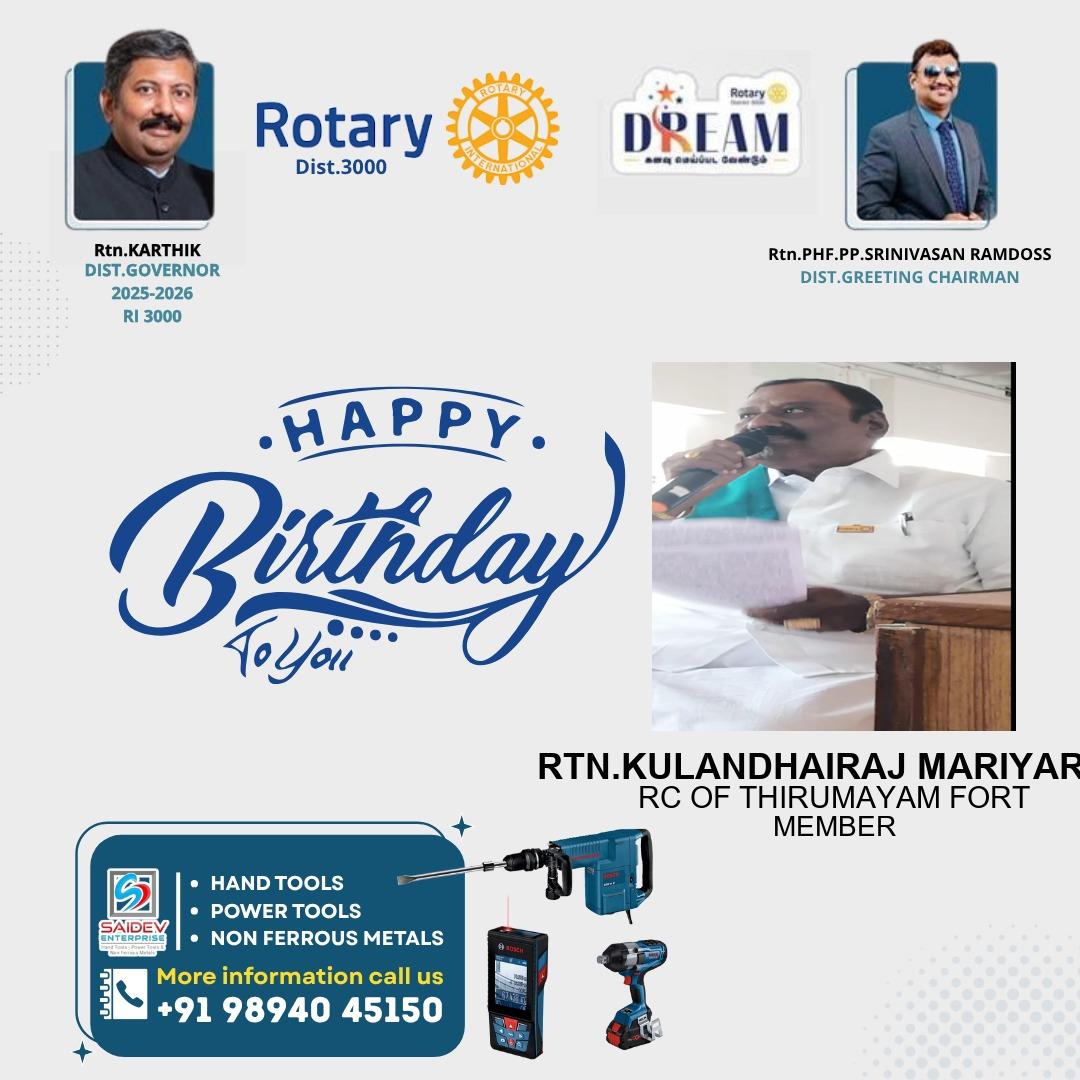 Rotary
Dist.3000
ROTARY
INTERNATIONAL
Rotary
DREAM
கனவு மெய்ப்பட வேண்டும்
Rtn.KARTHIK
DIST.GOVERNOR
2025-2026
RI 3000
Rtn.PHF.PP.SRINIVASAN RAMDOSS
DIST.GREETING CHAIRMAN
HAPPY
Birthday
To You
RTN.KULANDHAIRAJ MARIYAR
RC OF THIRUMAYAM FORT
MEMBER
SAIDEV
ENTERPRISE
Hand Tools | Power Tools &
Non Ferrous Metals
• HAND TOOLS
• POWER TOOLS
• NON FERROUS METALS
More information call us
+91 98940 45150
BOSCH
BOSCH